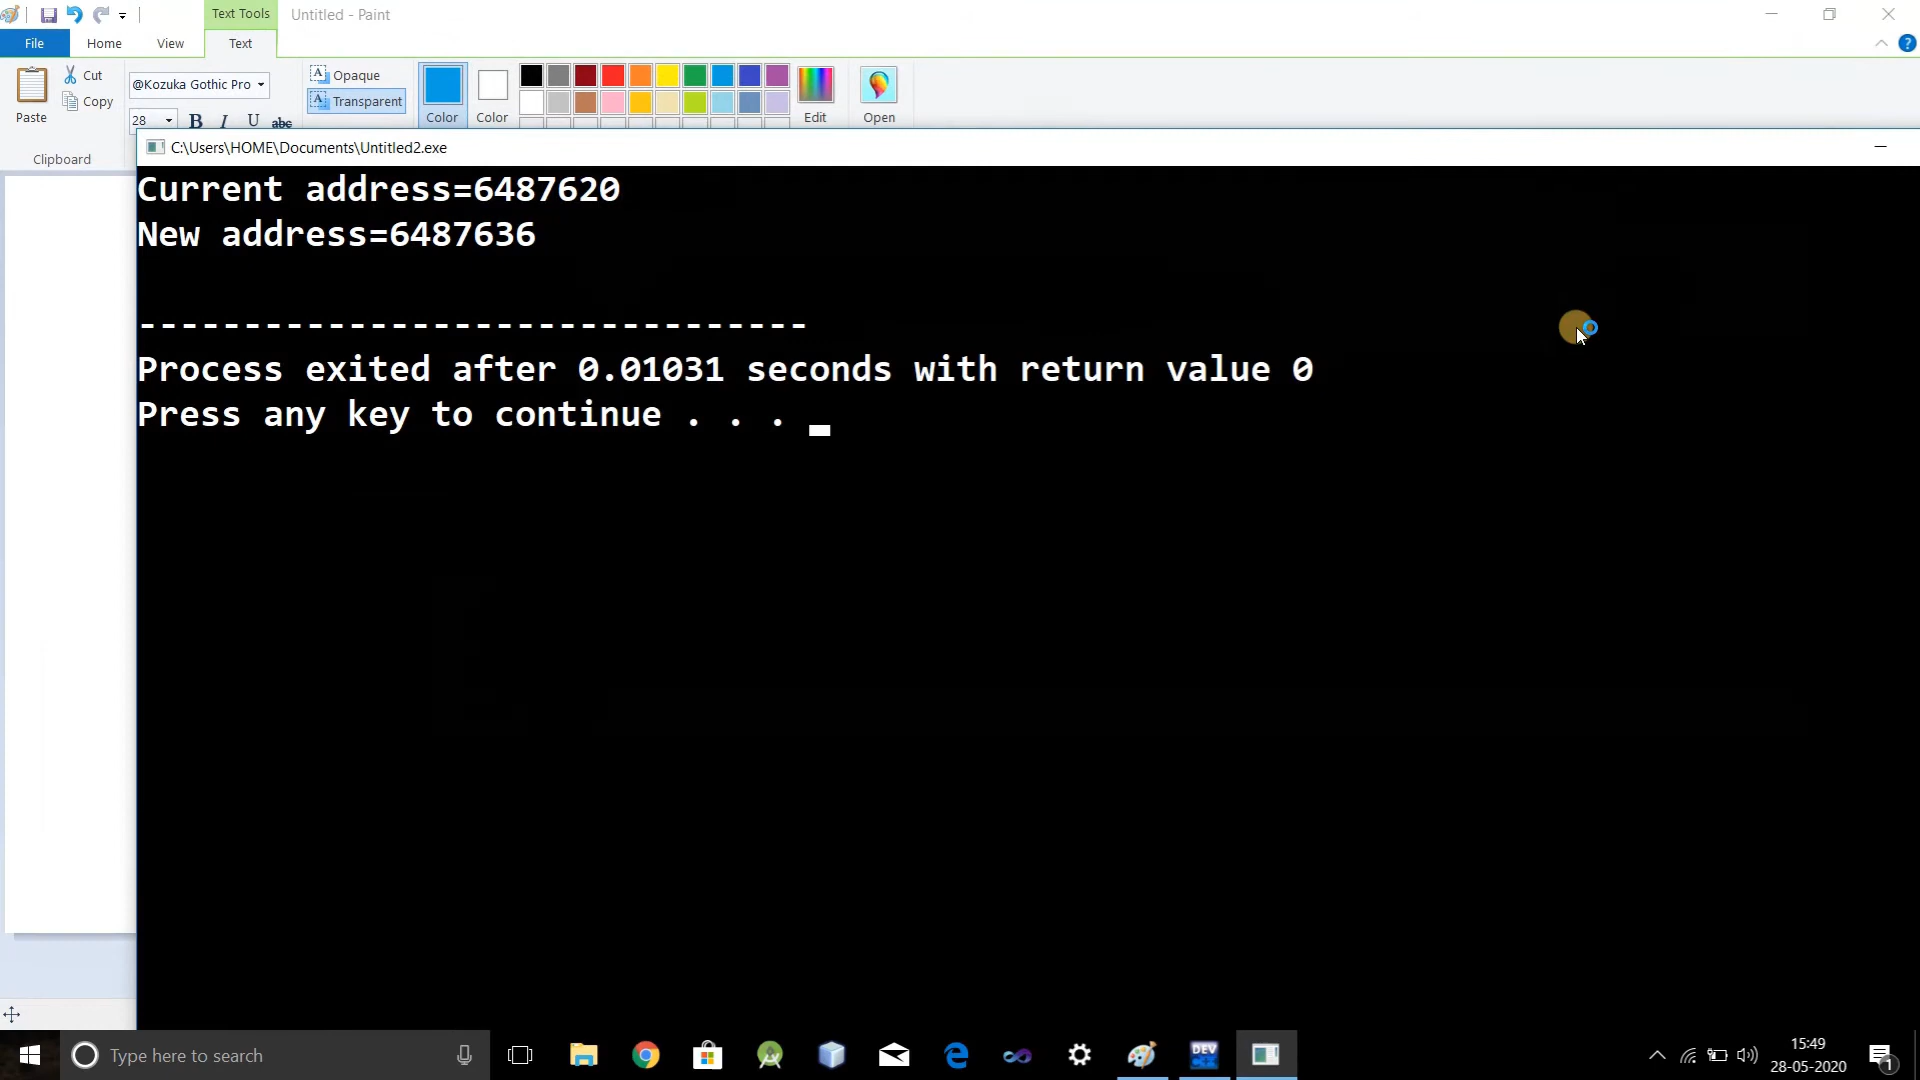 Text Tools
Untitled - Paint
File
Home
View
Text
Paste
Cut
Copy
Clipboard
@Kozuka Gothic Pro
28
B
I
U
abc
Opaque
Transparent
Color
Color
Edit
Open
C:\Users\HOME\Documents\Untitled2.exe
Current address=6487620
New address=6487636
--------------------------------
Process exited after 0.01031 seconds with return value 0
Press any key to continue . . .
Type here to search
DEV
15:49
28-05-2020
1